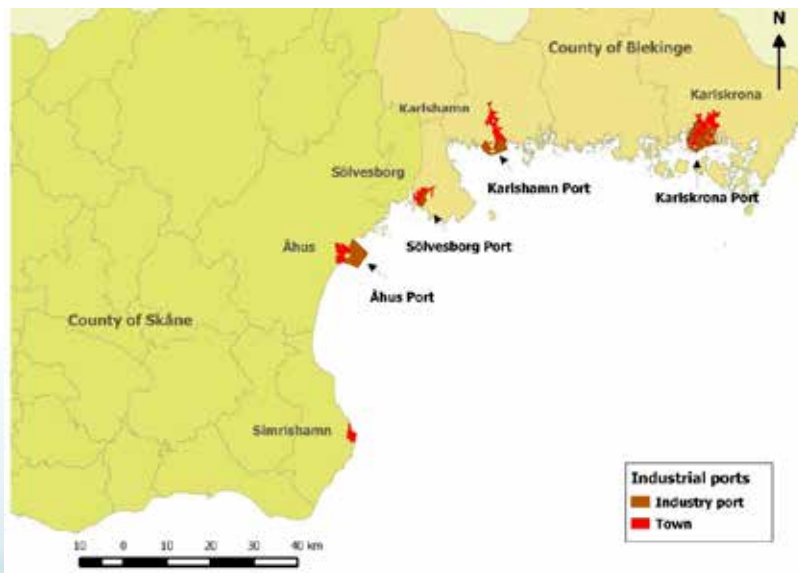 N
County of Blekinge
Karlskrona
Karlshamn
Sölvesborg
Karlshamn Port
Karlskrona Port
Sölvesborg Port
Åhus
Åhus Port
County of Skåne
Simrishamn
Industrial ports
Industry port
Town
10 0 10 20 30 40 km